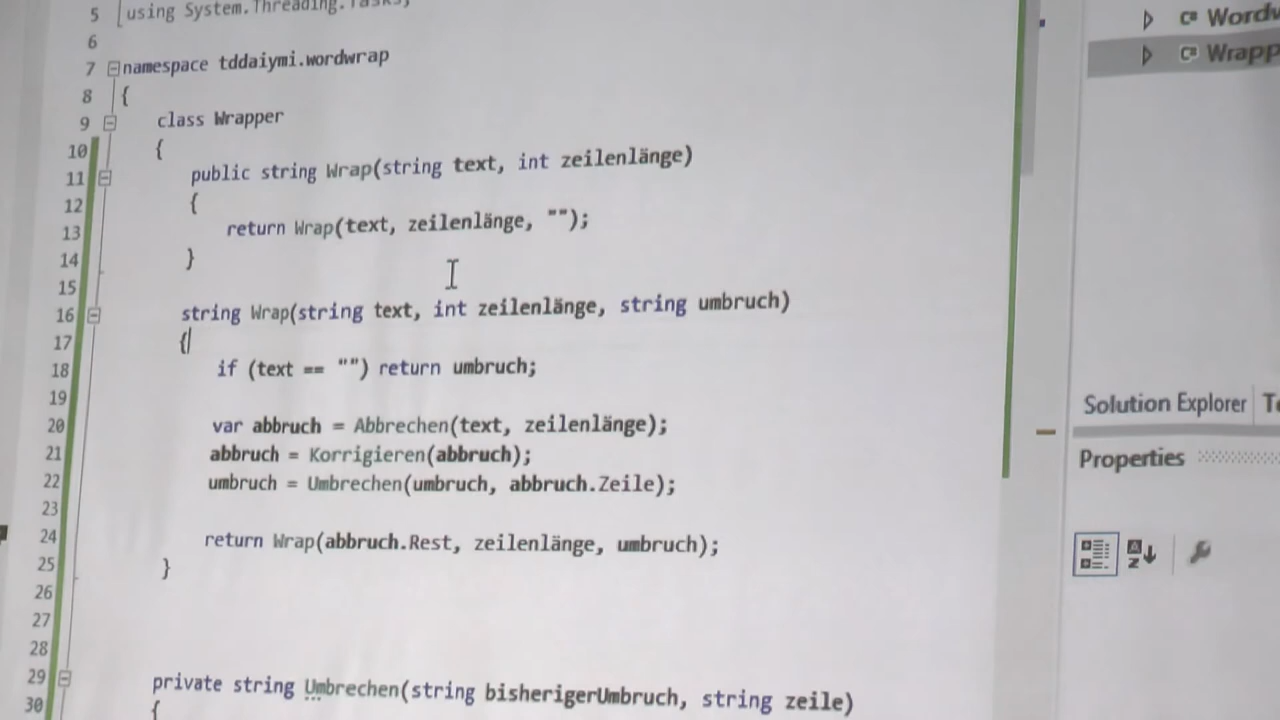 5 using System.Threading.Tasks;
6
7 namespace tddaiymi.wordwrap
8 {
9 class Wrapper
10 {
11 public string Wrap(string text, int zeilenlänge)
12 {
13 return Wrap(text, zeilenlänge, "");
14 }
15
16 string Wrap(string text, int zeilenlänge, string umbruch)
17 {
18 if (text == "") return umbruch;
19
20 var abbruch = Abbrechen(text, zeilenlänge);
21 abbruch = Korrigieren(abbruch);
22 umbruch = Umbrechen(umbruch, abbruch.Zeile);
23
24 return Wrap(abbruch.Rest, zeilenlänge, umbruch);
25 }
26
27
28
29 private string Umbrechen(string bisherigerUmbruch, string zeile)
30 {
C# Wordw
C# Wrapp
Solution Explorer
Properties